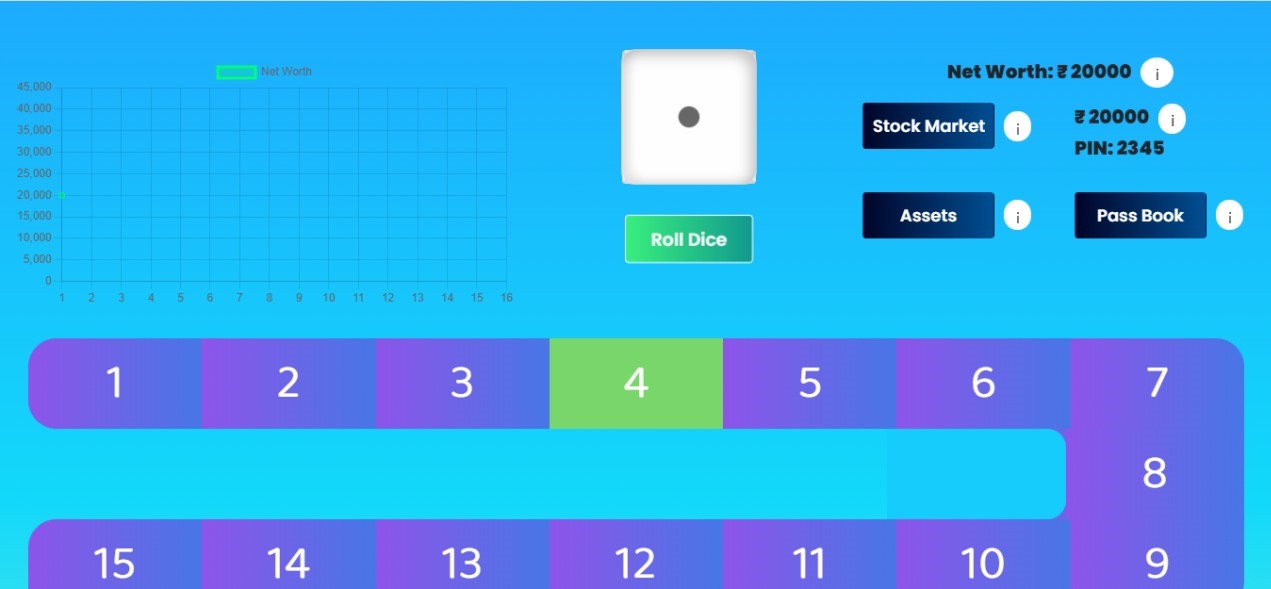 Net Worth
45,000
40,000
35,000
30,000
25,000
20,000
15,000
10,000
5,000
0
1 2 3 4 5 6 7 8 9 10 11 12 13 14 15 16
Roll Dice
Net Worth: ₹ 20000 i
Stock Market i
₹ 20000 i
PIN: 2345
Assets i
Pass Book i
1 2 3 4 5 6 7
8
15 14 13 12 11 10 9